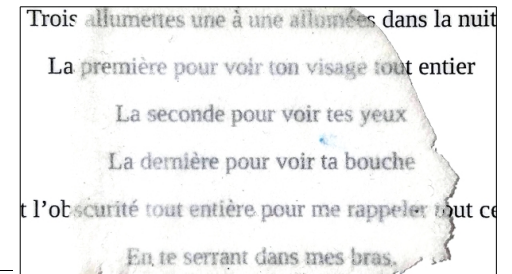 Trois allumettes une à une allumées dans la nuit
La première pour voir ton visage tout entier
La seconde pour voir tes yeux
La dernière pour voir ta bouche
t l’obscurité tout entière pour me rappeler tout ce
En te serrant dans mes bras.